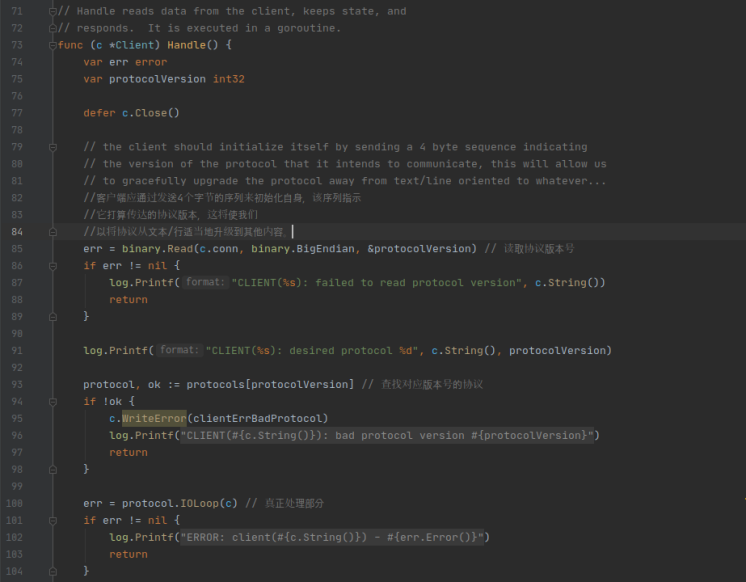 71 // Handle reads data from the client, keeps state, and
72 // responds.  It is executed in a goroutine.
73 func (c *Client) Handle() {
74     var err error
75     var protocolVersion int32
76
77     defer c.Close()
78
79     // the client should initialize itself by sending a 4 byte sequence indicating
80     // the version of the protocol that it intends to communicate, this will allow us
81     // to gracefully upgrade the protocol away from text/line oriented to whatever...
82     //客户端应通过发送4个字节的序列来初始化自身，该序列指示
83     //它打算传达的协议版本，这将使我们
84     //以将协议从文本/行适当地升级到其他内容.
85     err = binary.Read(c.conn, binary.BigEndian, &protocolVersion) // 读取协议版本号
86     if err != nil {
87         log.Printf( format: "CLIENT(%s): failed to read protocol version", c.String())
88         return
89     }
90
91     log.Printf( format: "CLIENT(%s): desired protocol %d", c.String(), protocolVersion)
92
93     protocol, ok := protocols[protocolVersion] // 查找对应版本号的协议
94     if !ok {
95         c.WriteError(clientErrBadProtocol)
96         log.Printf("CLIENT(#{c.String()}): bad protocol version #{protocolVersion}")
97         return
98     }
99
100     err = protocol.IOLoop(c) // 真正处理部分
101     if err != nil {
102         log.Printf("ERROR: client(#{c.String()}) - #{err.Error()}")
103         return
104     }